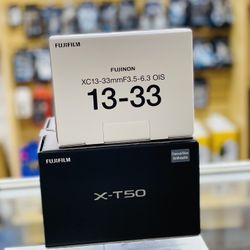 FUJIFILM
FUJINON
XC13-33mmF3.5-6.3 OIS
13-33
FUJIFILM
X-T50